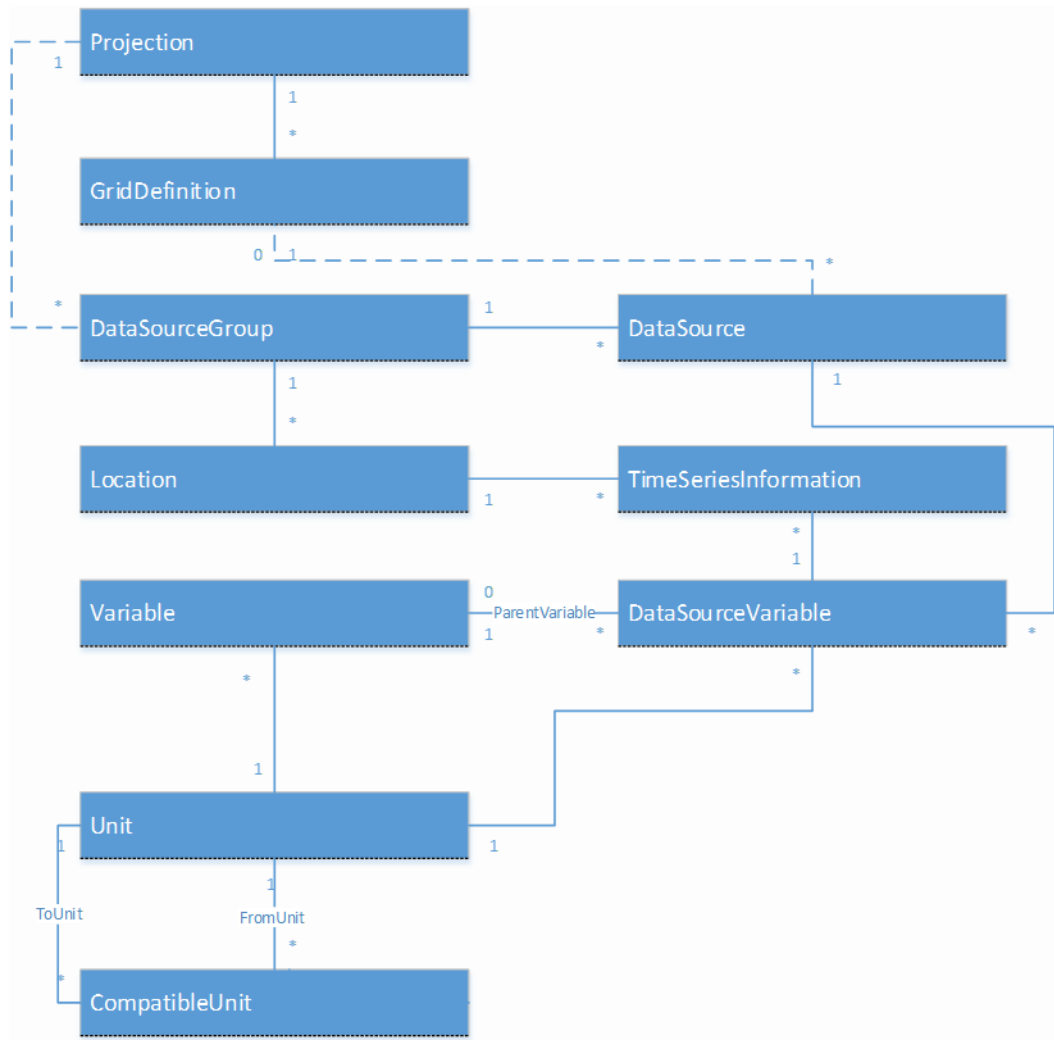 Projection
1
1
*
GridDefinition
0 1
*
*
DataSourceGroup
1
*
DataSource
1
1
*
Location
1
*
TimeSeriesInformation
*
1
Variable
0
1
ParentVariable
*
DataSourceVariable
*
*
*
1
Unit
1
1
1
ToUnit
FromUnit
*
*
CompatibleUnit